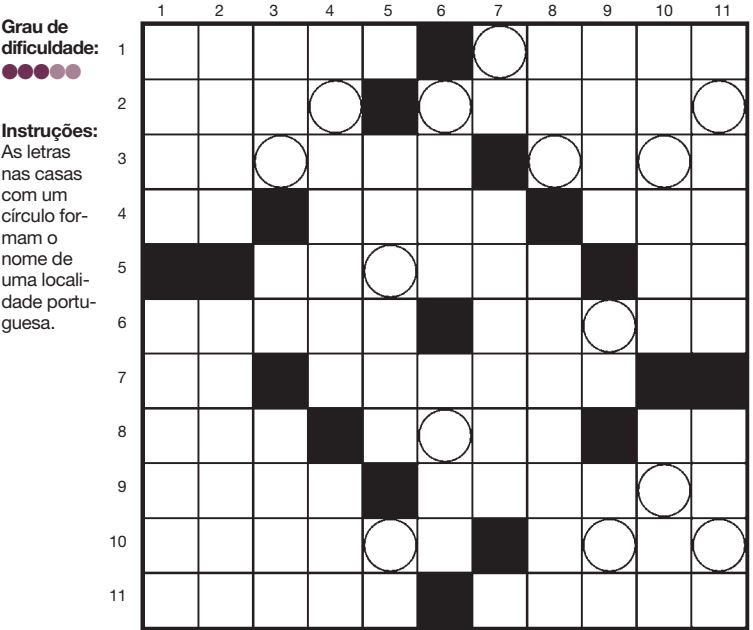 Grau de
dificuldade:
Instruções:
As letras
nas casas
com um
círculo for-
mam o
nome de
uma locali-
dade portu-
guesa.
1 2 3 4 5 6 7 8 9 10 11
1
2
3
4
5
6
7
8
9
10
11